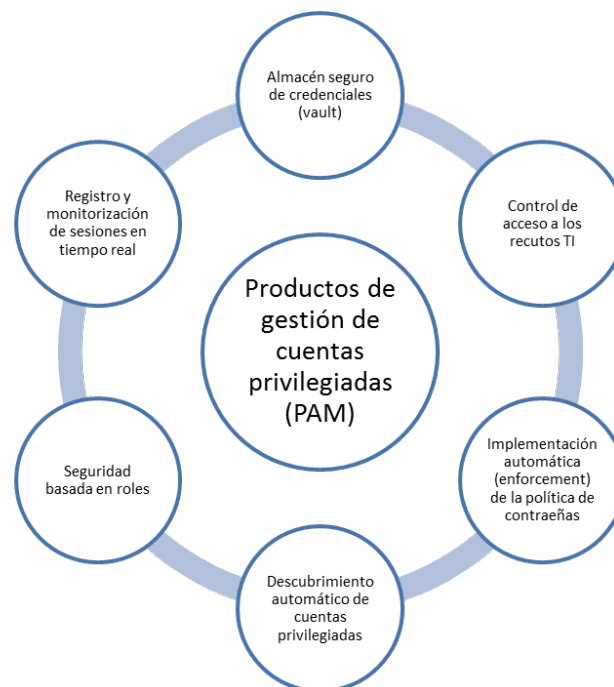 Almacén seguro
de credenciales
(vault)
Control de
acceso a los
recutos TI
Implementación
automática
(enforcement)
de la política de
contraeñas
Descubrimiento
automático de
cuentas
privilegiadas
Seguridad
basada en roles
Registro y
monitorización
de sesiones en
tiempo real
Productos de
gestión de
cuentas
privilegiadas
(PAM)